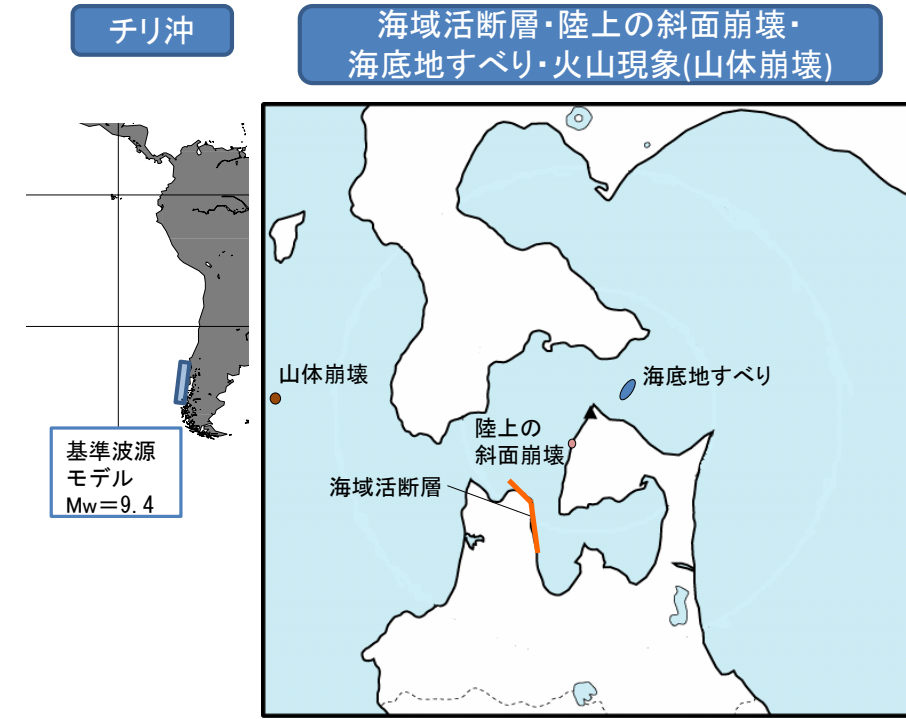 チリ沖
海域活断層・陸上の斜面崩壊・
海底地すべり・火山現象(山体崩壊)
山体崩壊
海底地すべり
陸上の
斜面崩壊
海域活断層
基準波源
モデル
Mw＝9.4